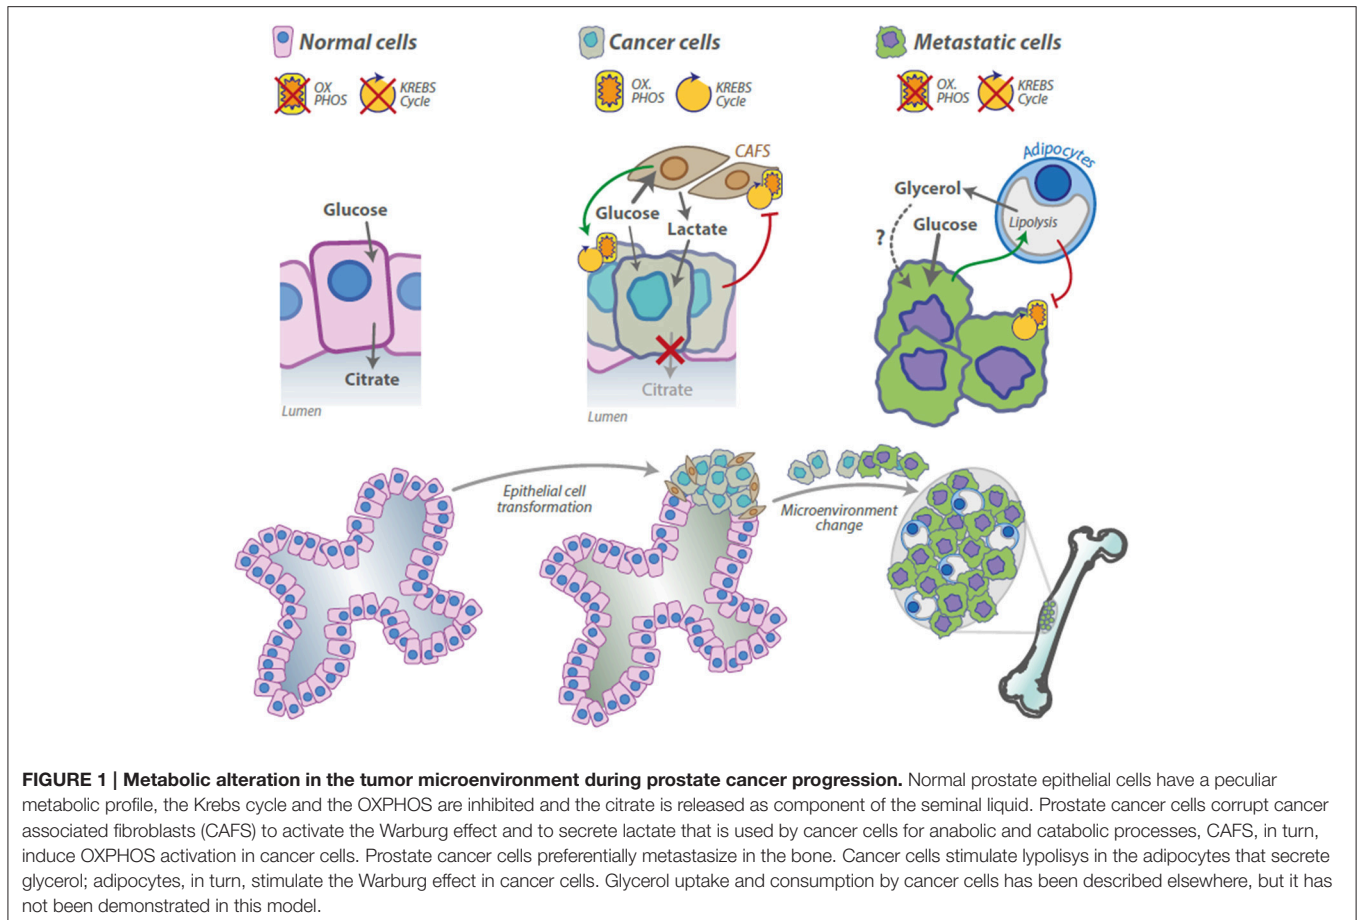 Normal cells
OX
PHOS
KREBS
Cycle
Glucose
Citrate
Lumen
Cancer cells
OX.
PHOS
KREBS
Cycle
CAFS
Glucose
Lactate
Citrate
Lumen
Metastatic cells
OX.
PHOS
KREBS
Cycle
Adipocytes
Glycerol
Lipolysis
?
Glucose
Epithelial cell
transformation
Microenvironment
change
FIGURE 1 | Metabolic alteration in the tumor microenvironment during prostate cancer progression. Normal prostate epithelial cells have a peculiar
metabolic profile, the Krebs cycle and the OXPHOS are inhibited and the citrate is released as component of the seminal liquid. Prostate cancer cells corrupt cancer
associated fibroblasts (CAFS) to activate the Warburg effect and to secrete lactate that is used by cancer cells for anabolic and catabolic processes, CAFS, in turn,
induce OXPHOS activation in cancer cells. Prostate cancer cells preferentially metastasize in the bone. Cancer cells stimulate lypolisys in the adipocytes that secrete
glycerol; adipocytes, in turn, stimulate the Warburg effect in cancer cells. Glycerol uptake and consumption by cancer cells has been described elsewhere, but it has
not been demonstrated in this model.